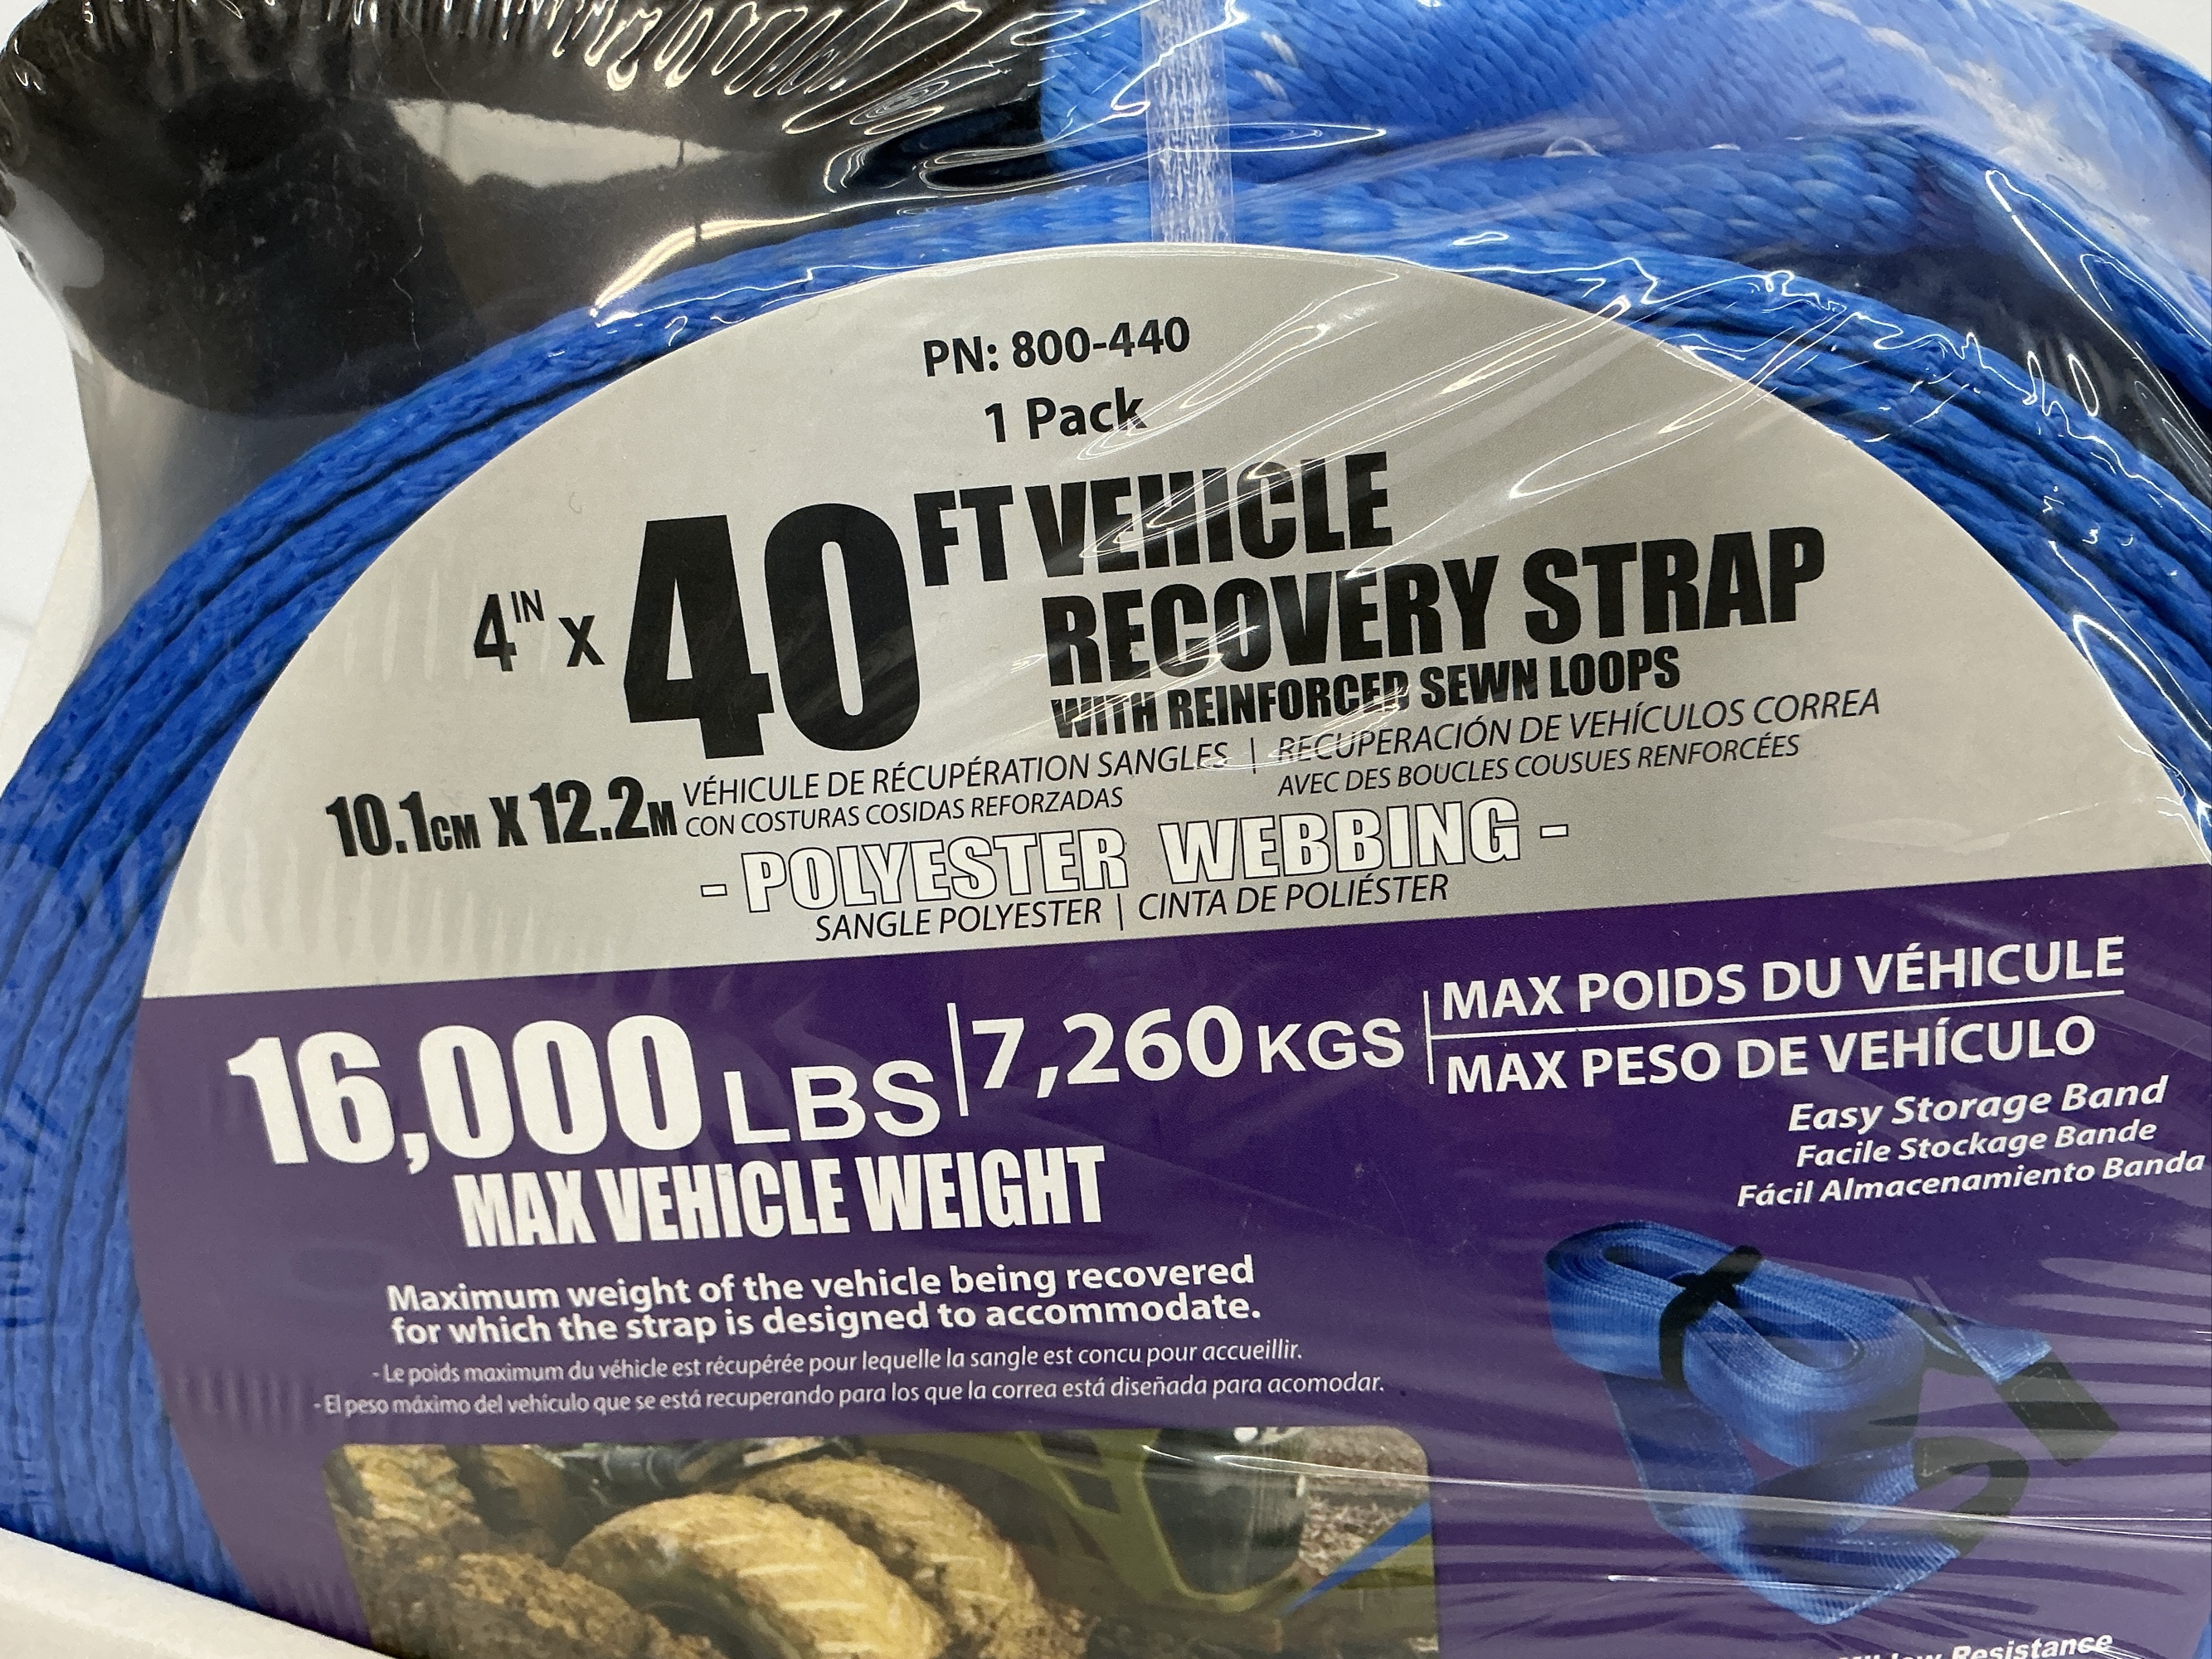 PN: 800-440
1 Pack
4 IN X 40 FT VEHICLE
RECOVERY STRAP
WITH REINFORCED SEWN LOOPS
10.1CM X 12.2M
VÉHICULE DE RÉCUPÉRATION SANGLES | RECUPERACIÓN DE VEHÍCULOS CORREA
CON COSTURAS COSIDAS REFORZADAS
AVEC DES BOUCLES COUSUES RENFORCÉES
- POLYESTER WEBBING -
SANGLE POLYESTER | CINTA DE POLIÉSTER
16,000 LBS | 7,260 KGS
MAX VEHICLE WEIGHT
MAX POIDS DU VÉHICULE
MAX PESO DE VEHÍCULO
Easy Storage Band
Facile Stockage Bande
Fácil Almacenamiento Banda
Maximum weight of the vehicle being recovered
for which the strap is designed to accommodate.
- Le poids maximum du véhicle est récupérée pour lequelle la sangle est concu pour accueillir.
- El peso máximo del vehículo que se está recuperando para los que la correa está diseñada para acomodar.
Resistance